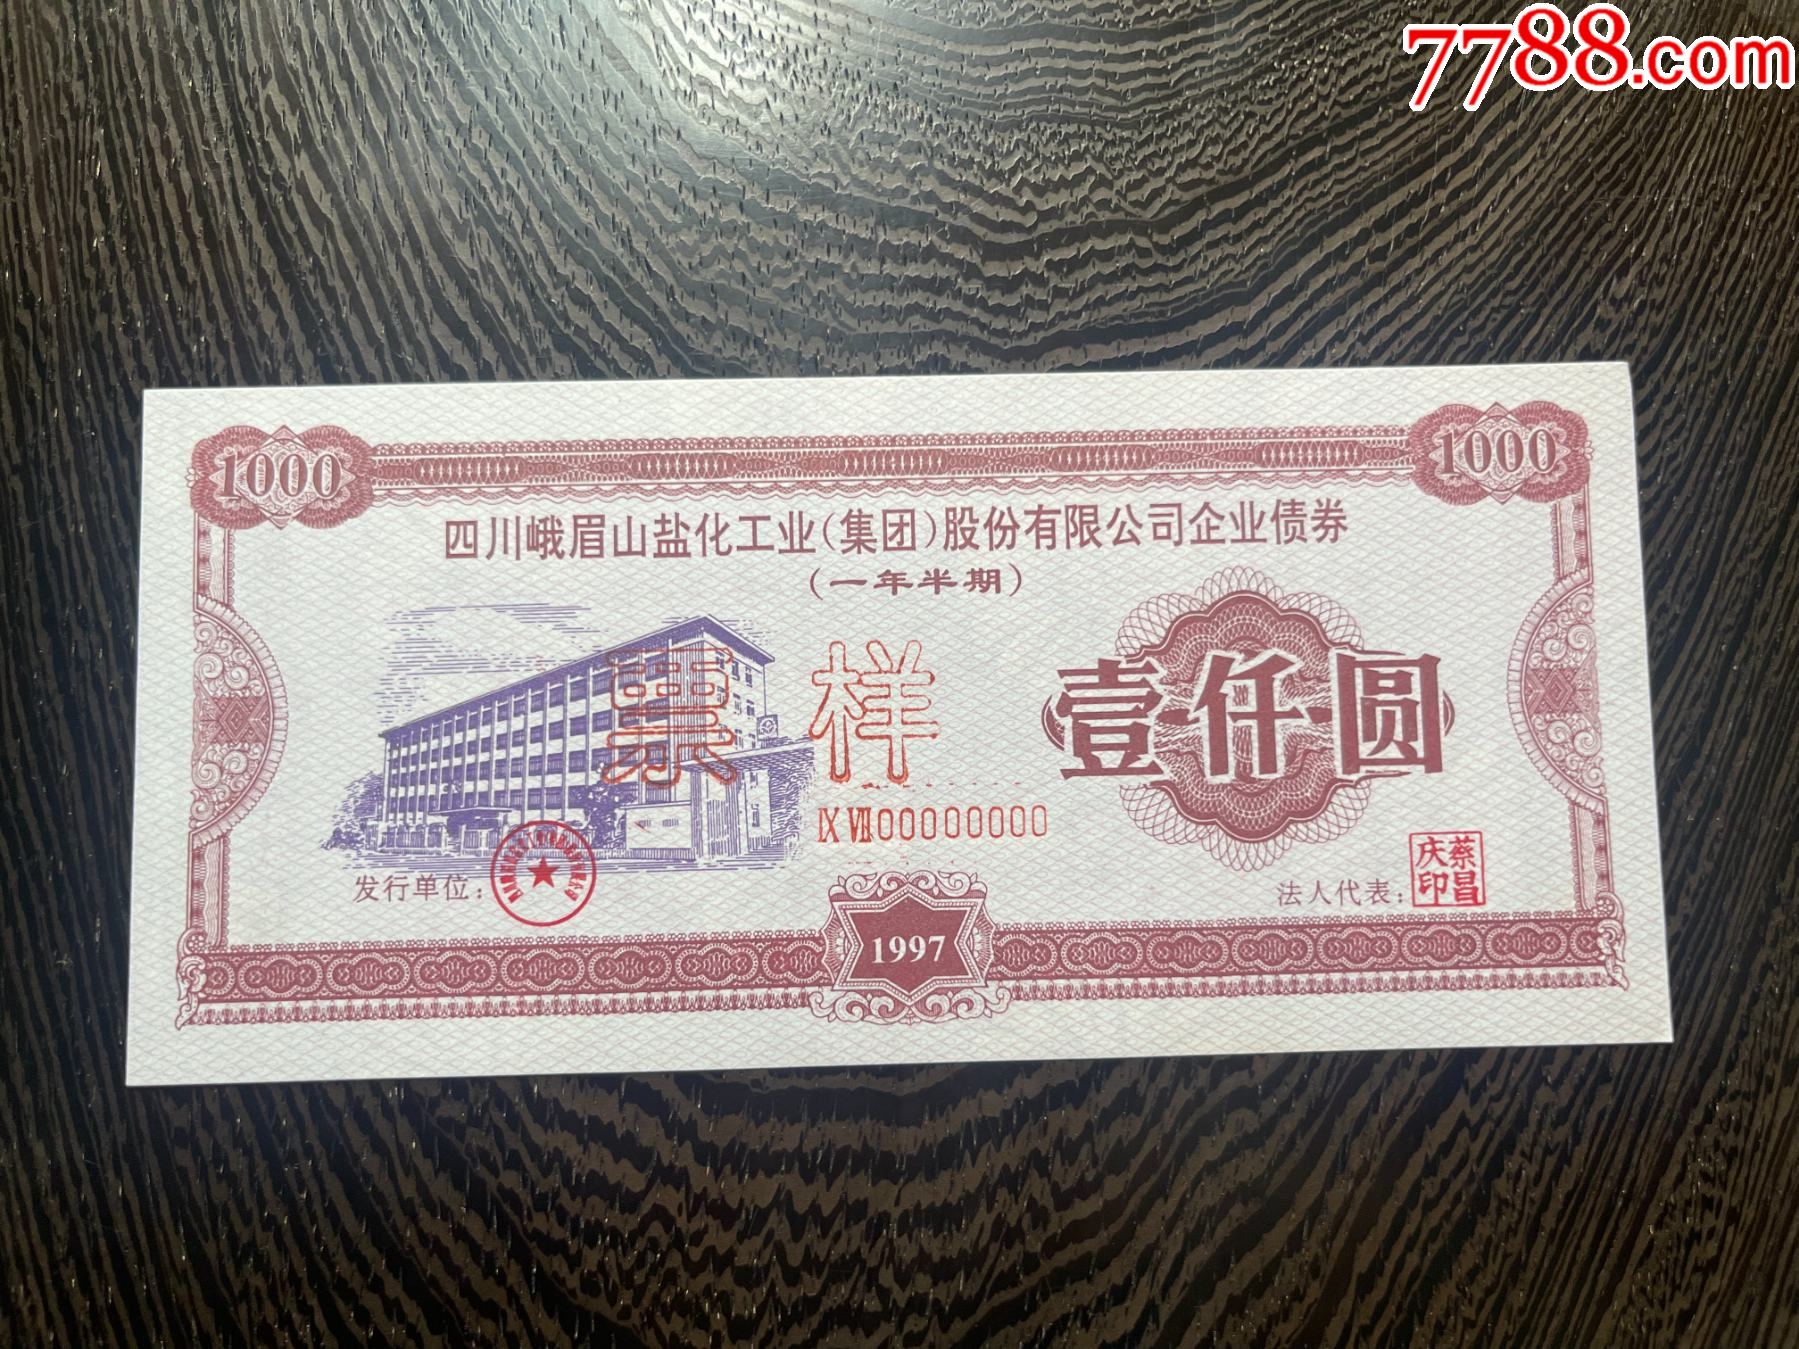 7788.com
1000
1000
四川峨眉山盐化工业(集团)股份有限公司企业债券
(一年半期)
票样
壹仟圆
ⅨⅦ00000000
发行单位:
法人代表:
蔡昌庆印
1997